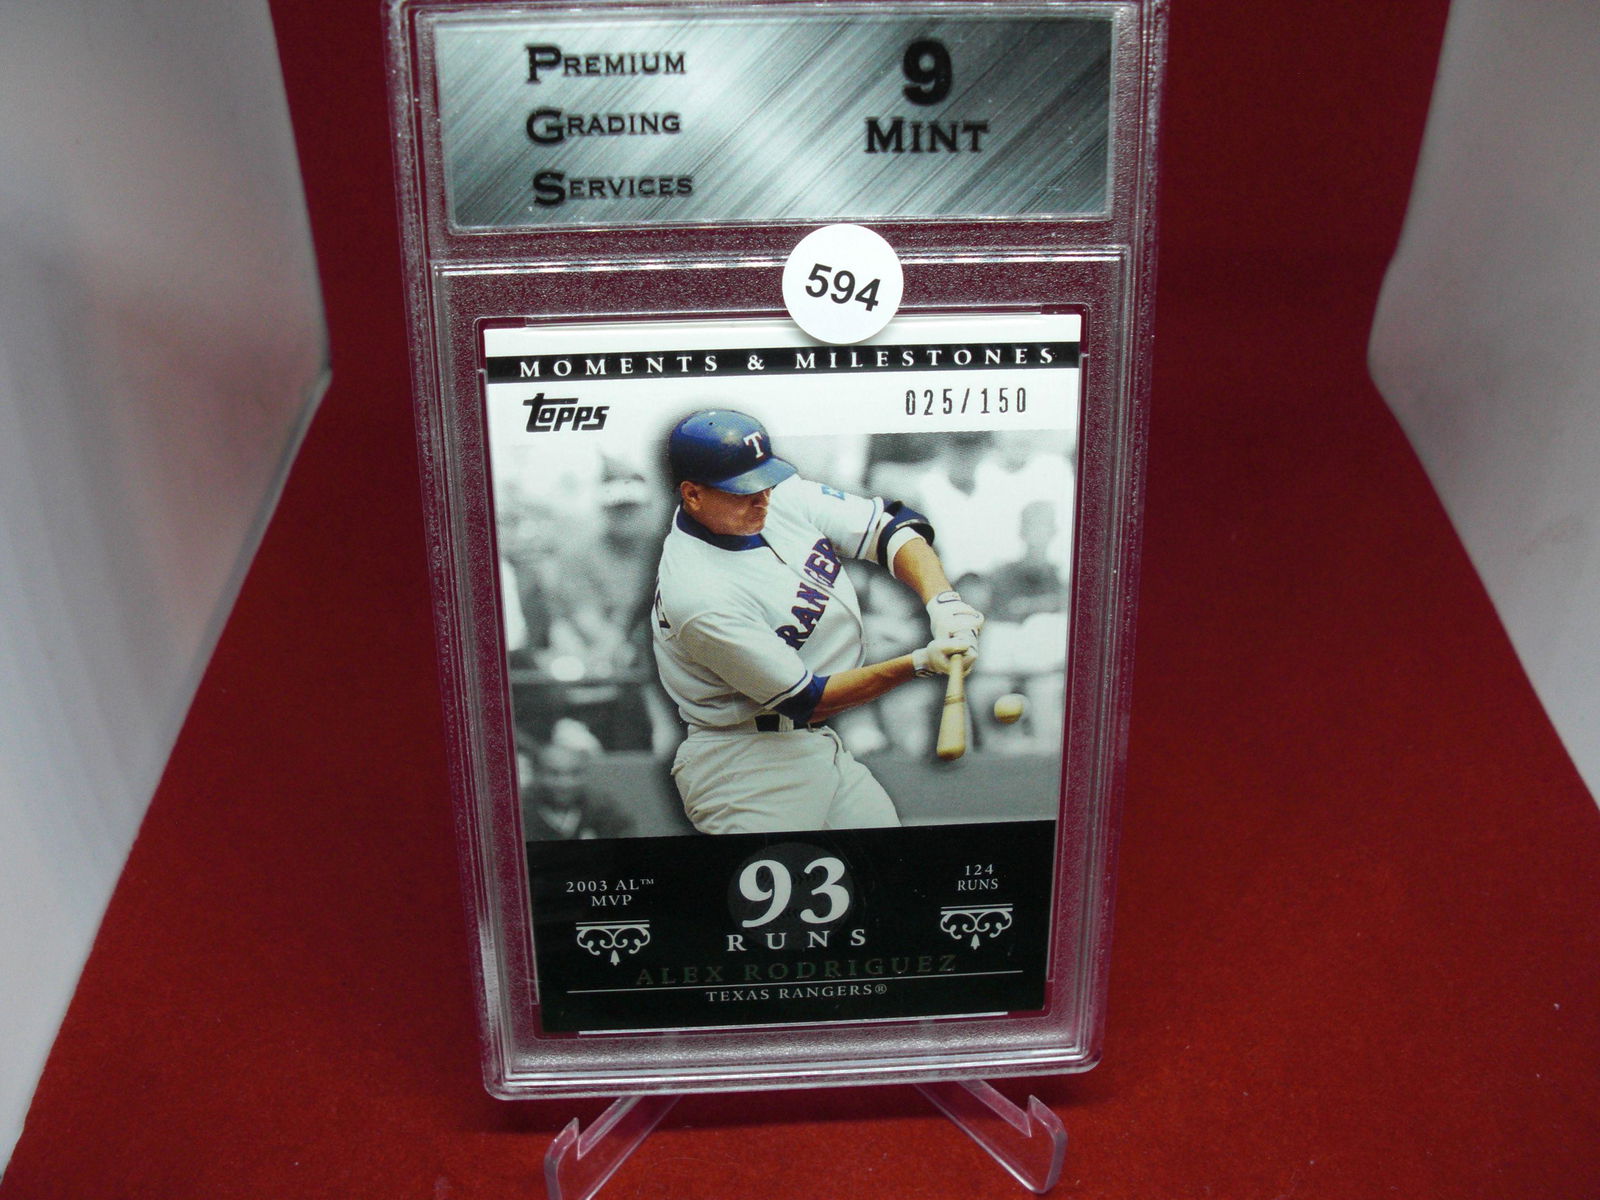 PREMIUM
GRADING
SERVICES
9
MINT
594
MOMENTS & MILESTONES
topps
025/150
T
RANGER
2003 AL™
MVP
93
RUNS
124
RUNS
ALEX RODRIGUEZ
TEXAS RANGERS®